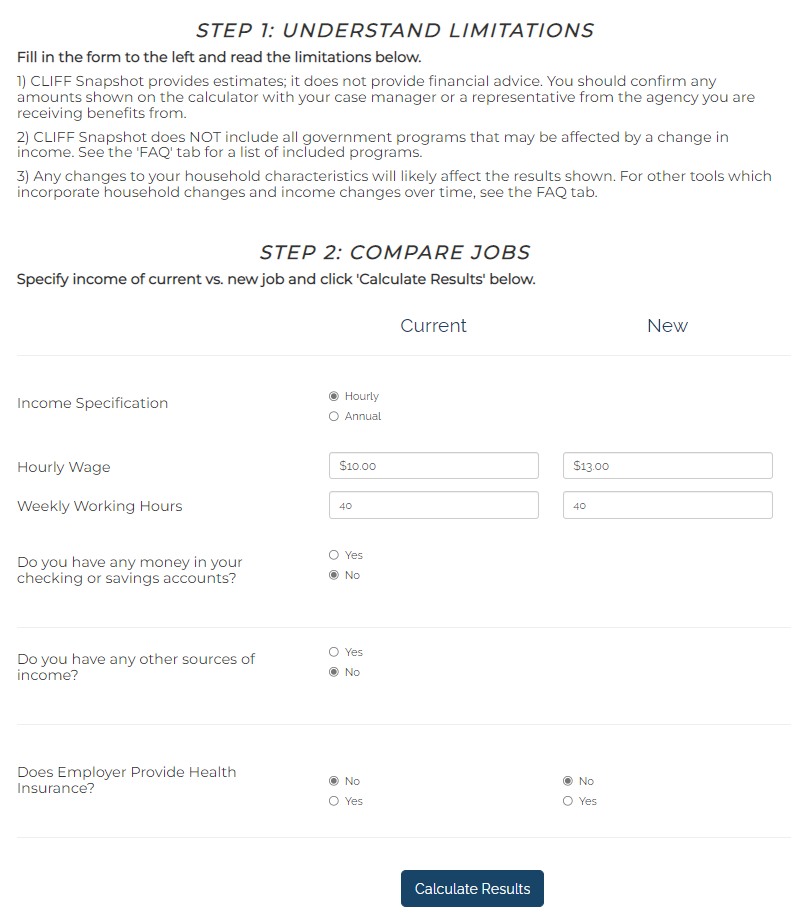 STEP 1: UNDERSTAND LIMITATIONS
Fill in the form to the left and read the limitations below.
1) CLIFF Snapshot provides estimates; it does not provide financial advice. You should confirm any
amounts shown on the calculator with your case manager or a representative from the agency you are
receiving benefits from.
2) CLIFF Snapshot does NOT include all government programs that may be affected by a change in
income. See the 'FAQ' tab for a list of included programs.
3) Any changes to your household characteristics will likely affect the results shown. For other tools which
incorporate household changes and income changes over time, see the FAQ tab.
STEP 2: COMPARE JOBS
Specify income of current vs. new job and click 'Calculate Results' below.
Current New
Income Specification
Hourly
Annual
Hourly Wage $10.00 $13.00
Weekly Working Hours 40 40
Do you have any money in your
checking or savings accounts?
Yes
No
Do you have any other sources of
income?
Yes
No
Does Employer Provide Health
Insurance?
No No
Yes Yes
Calculate Results